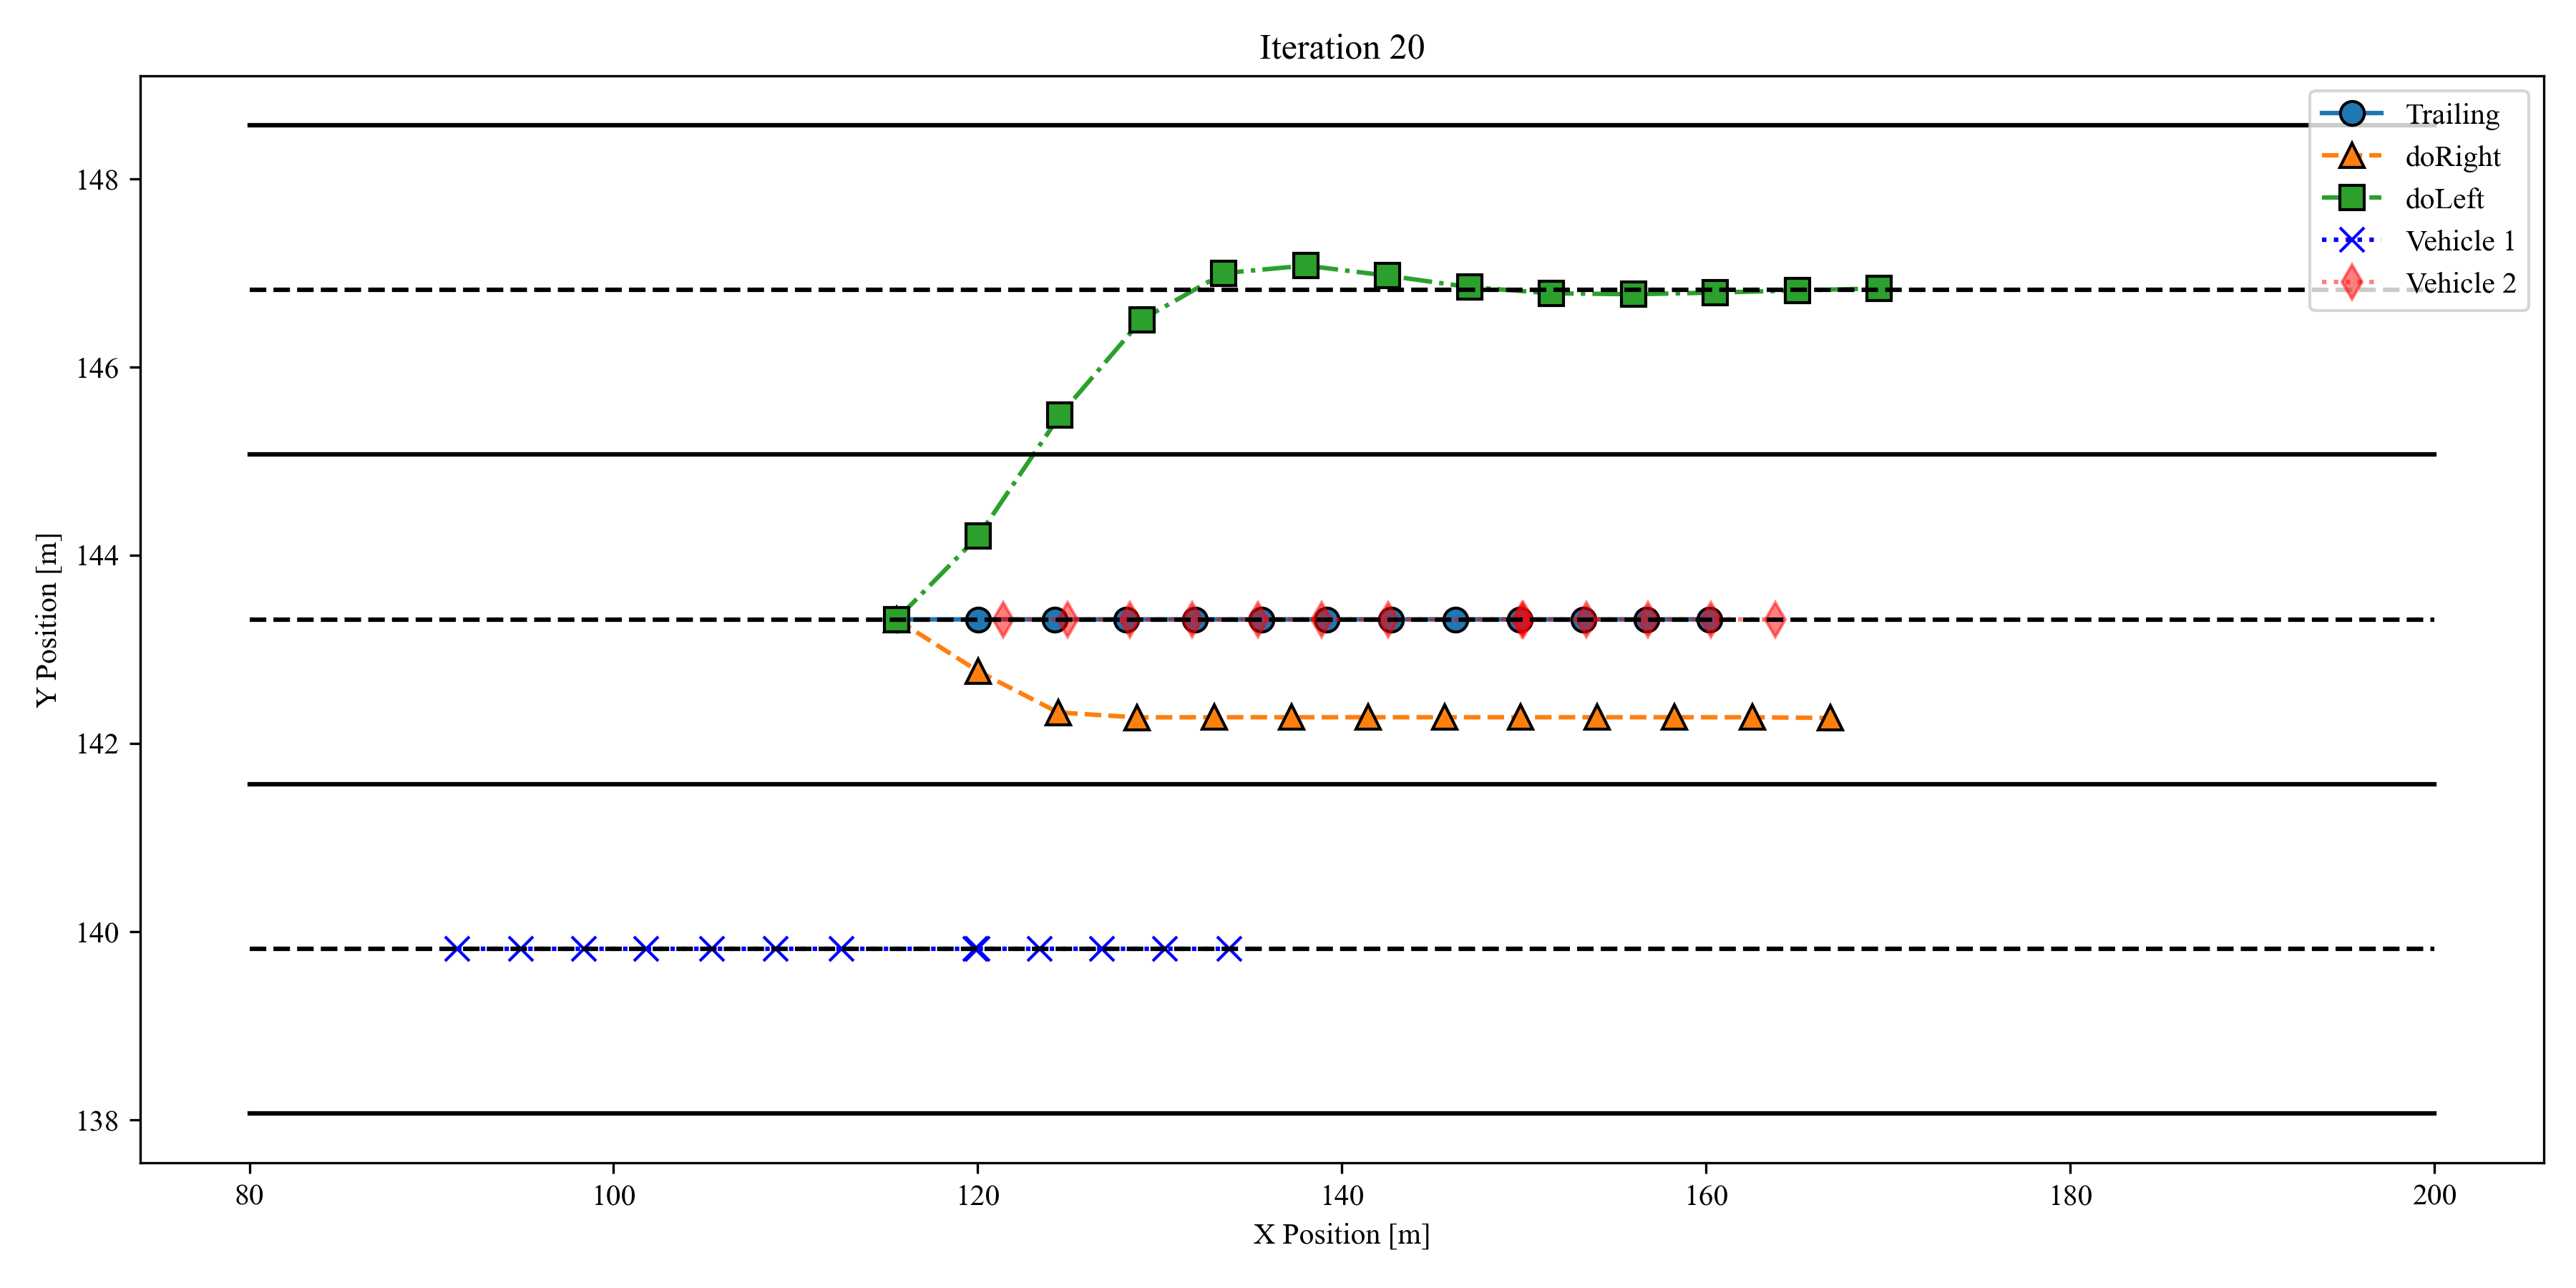 Iteration 20
Trailing
doRight
doLeft
Vehicle 1
Vehicle 2
148
146
144
142
140
138
Y Position [m]
80 100 120 140 160 180 200
X Position [m]